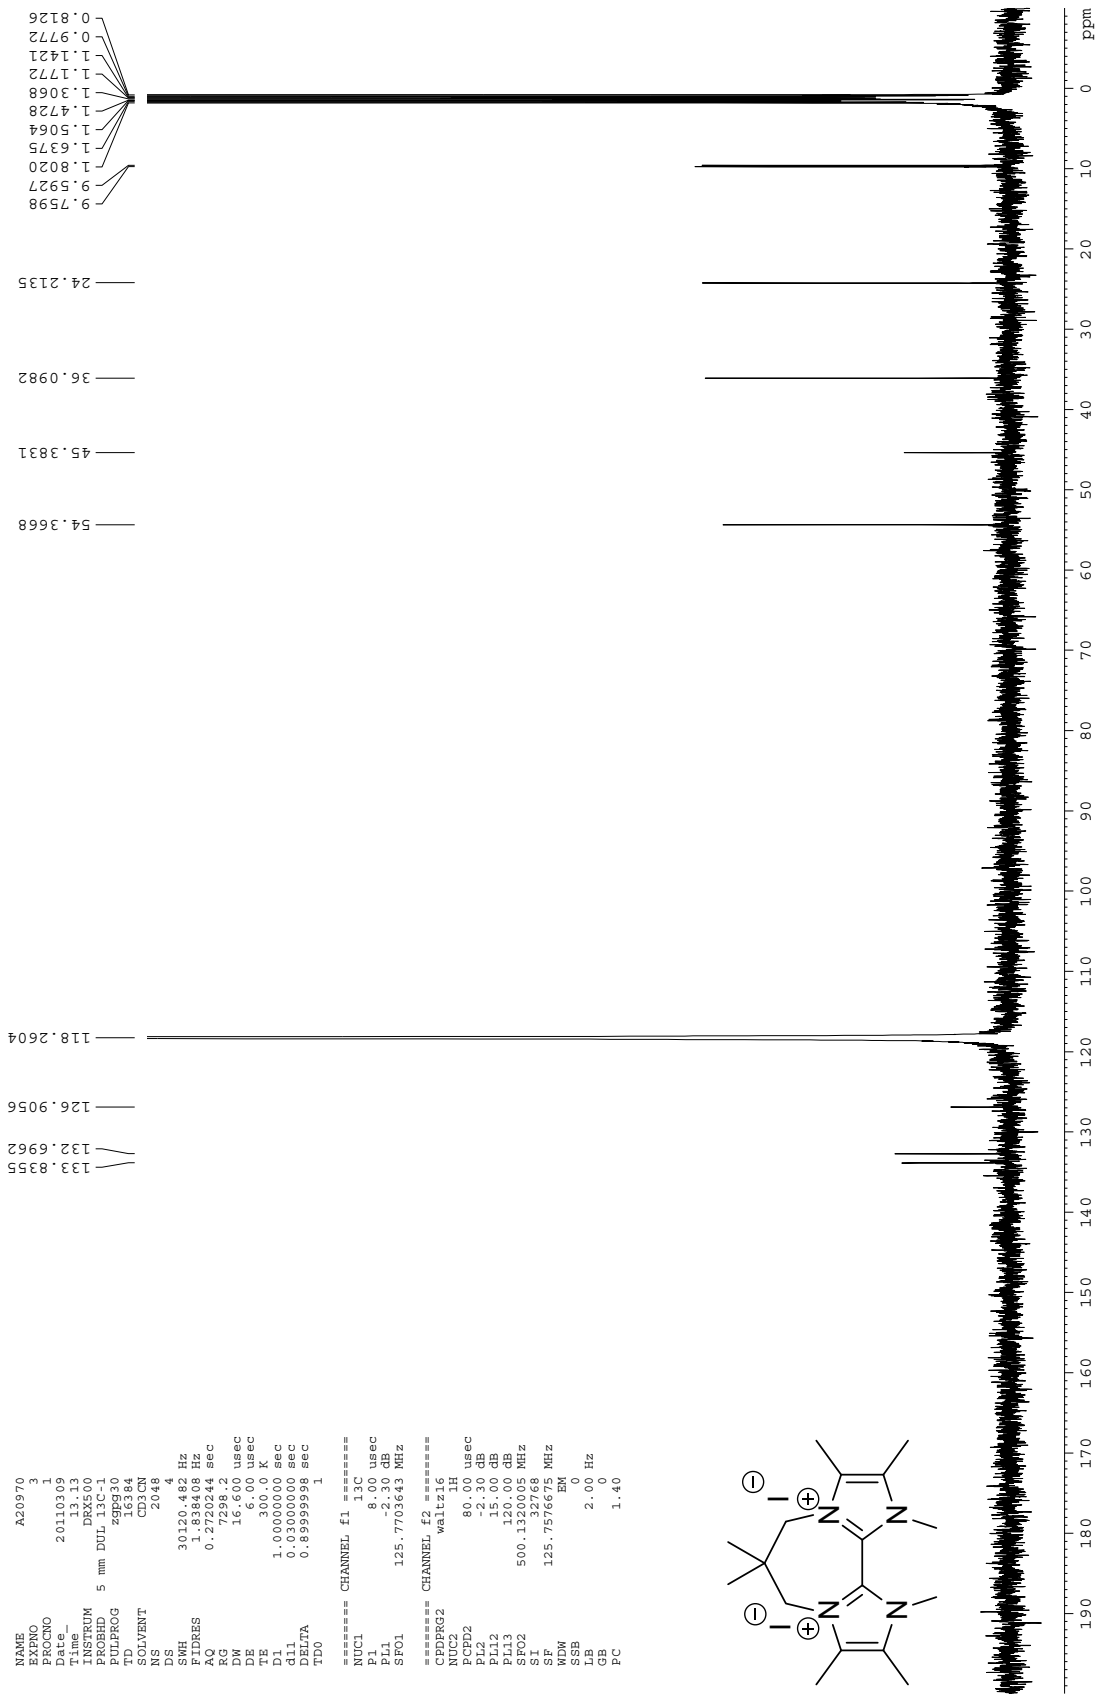 0.8126
0.9772
1.1421
1.1772
1.3068
1.4728
1.5064
1.6375
1.8020
9.5927
9.7598
24.2135
36.0982
45.3831
54.3668
118.2604
126.9056
132.6962
133.8355
NAME A20970
EXPNO 3
PROCNO 1
Date_ 20110309
Time 13.13
INSTRUM DRX500
PROBHD 5 mm DUL 13C-1
PULPROG zgpg30
TD 16384
SOLVENT CD3CN
NS 2048
DS 4
SWH 30120.482 Hz
FIDRES 1.838408 Hz
AQ 0.2720244 sec
RG 7298.2
DW 16.600 usec
DE 6.00 usec
TE 300.0 K
D1 1.00000000 sec
d11 0.03000000 sec
DELTA 0.89999998 sec
TD0 1
======== CHANNEL f1 ========
NUC1 13C
P1 8.00 usec
PL1 -2.30 dB
SFO1 125.7703643 MHz
======== CHANNEL f2 ========
CPDPRG2 waltz16
NUC2 1H
PCPD2 80.00 usec
PL2 -2.30 dB
PL12 15.00 dB
PL13 120.00 dB
SFO2 500.1320005 MHz
SI 32768
SF 125.7576675 MHz
WDW EM
SSB 0
LB 2.00 Hz
GB 0
PC 1.40
I − I −
N + N +
N N
190 180 170 160 150 140 130 120 110 100 90 80 70 60 50 40 30 20 10 0 ppm